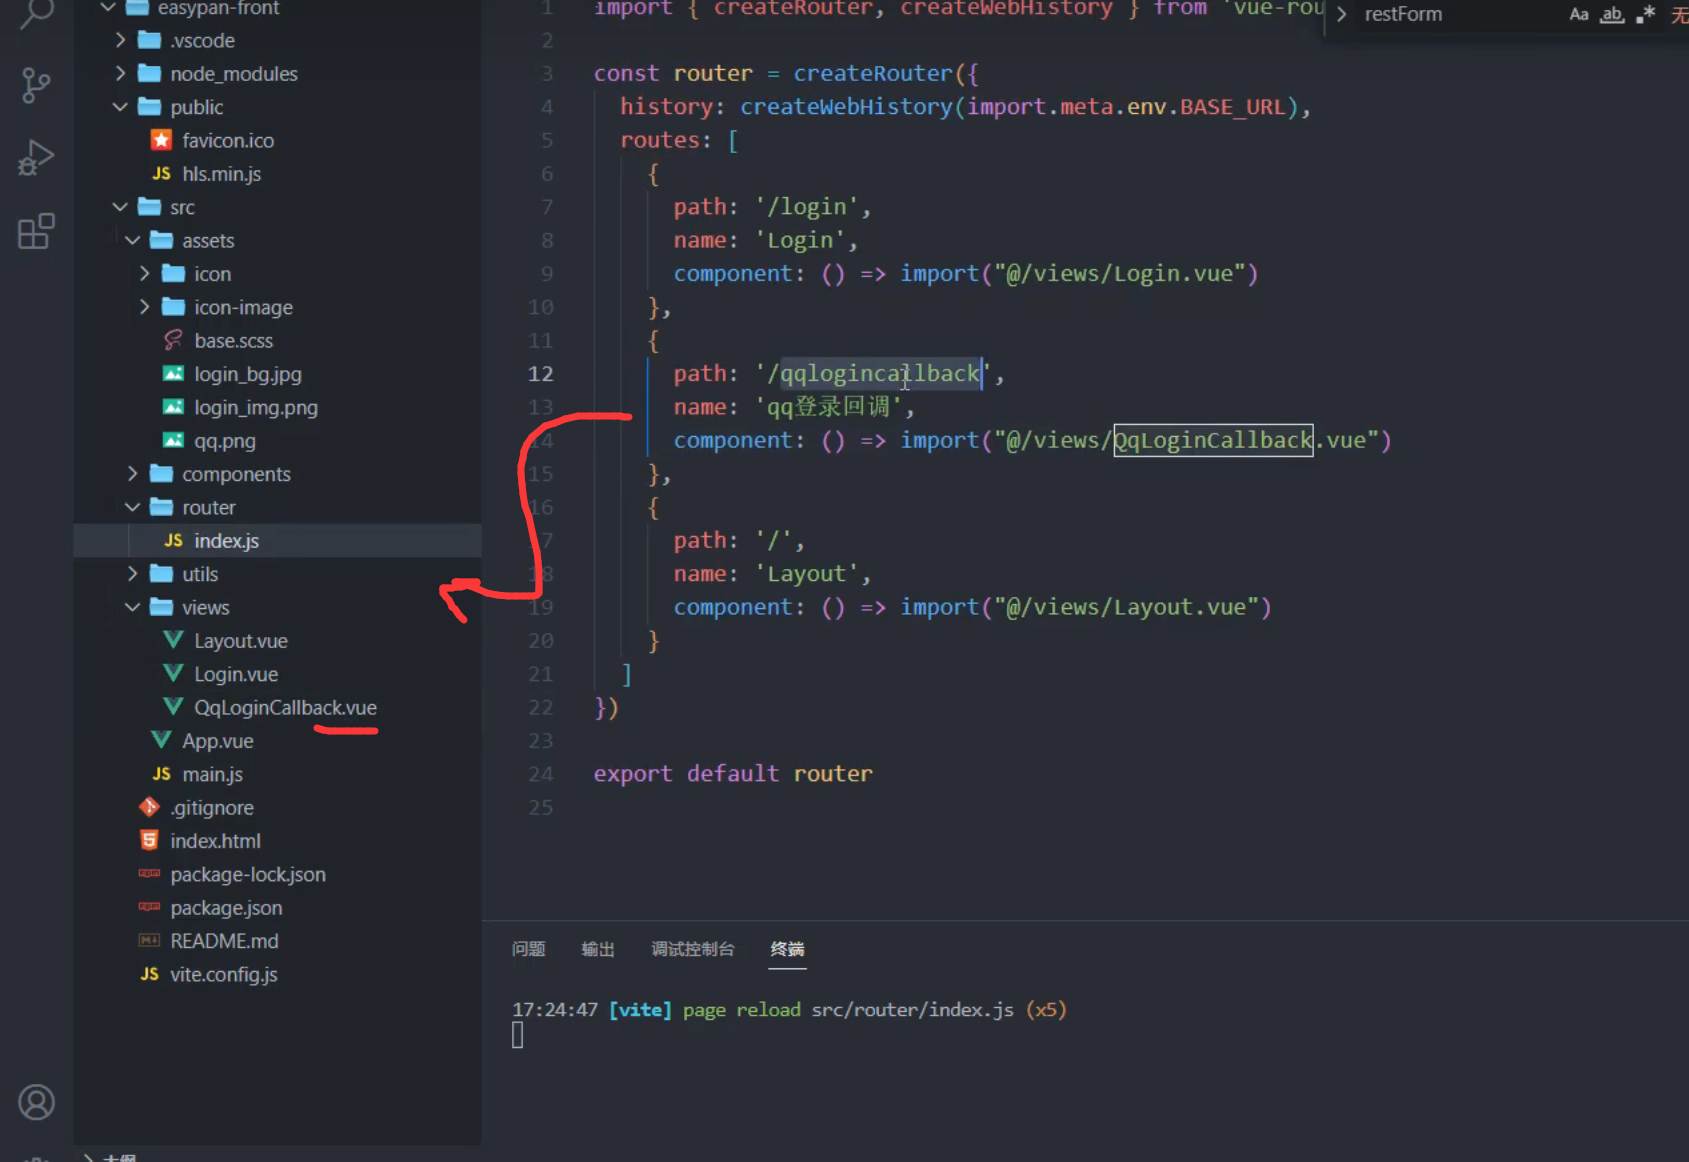 easypan-front
.vscode
node_modules
public
favicon.ico
JS hls.min.js
src
assets
icon
icon-image
base.scss
login_bg.jpg
login_img.png
qq.png
components
router
JS index.js
utils
views
Layout.vue
Login.vue
QqLoginCallback.vue
App.vue
JS main.js
.gitignore
index.html
package-lock.json
package.json
README.md
JS vite.config.js
1 import { createRouter, createWebHistory } from 'vue-rou
2
3 const router = createRouter({
4 history: createWebHistory(import.meta.env.BASE_URL),
5 routes: [
6 {
7 path: '/login',
8 name: 'Login',
9 component: () => import("@/views/Login.vue")
10 },
11 {
12 path: '/qqlogincallback',
13 name: 'qq登录回调',
14 component: () => import("@/views/QqLoginCallback.vue")
15 },
16 {
17 path: '/',
18 name: 'Layout',
19 component: () => import("@/views/Layout.vue")
20 }
21 ]
22 })
23
24 export default router
25
restForm Aa ab .* 无
问题 输出 调试控制台 终端
17:24:47 [vite] page reload src/router/index.js (x5)